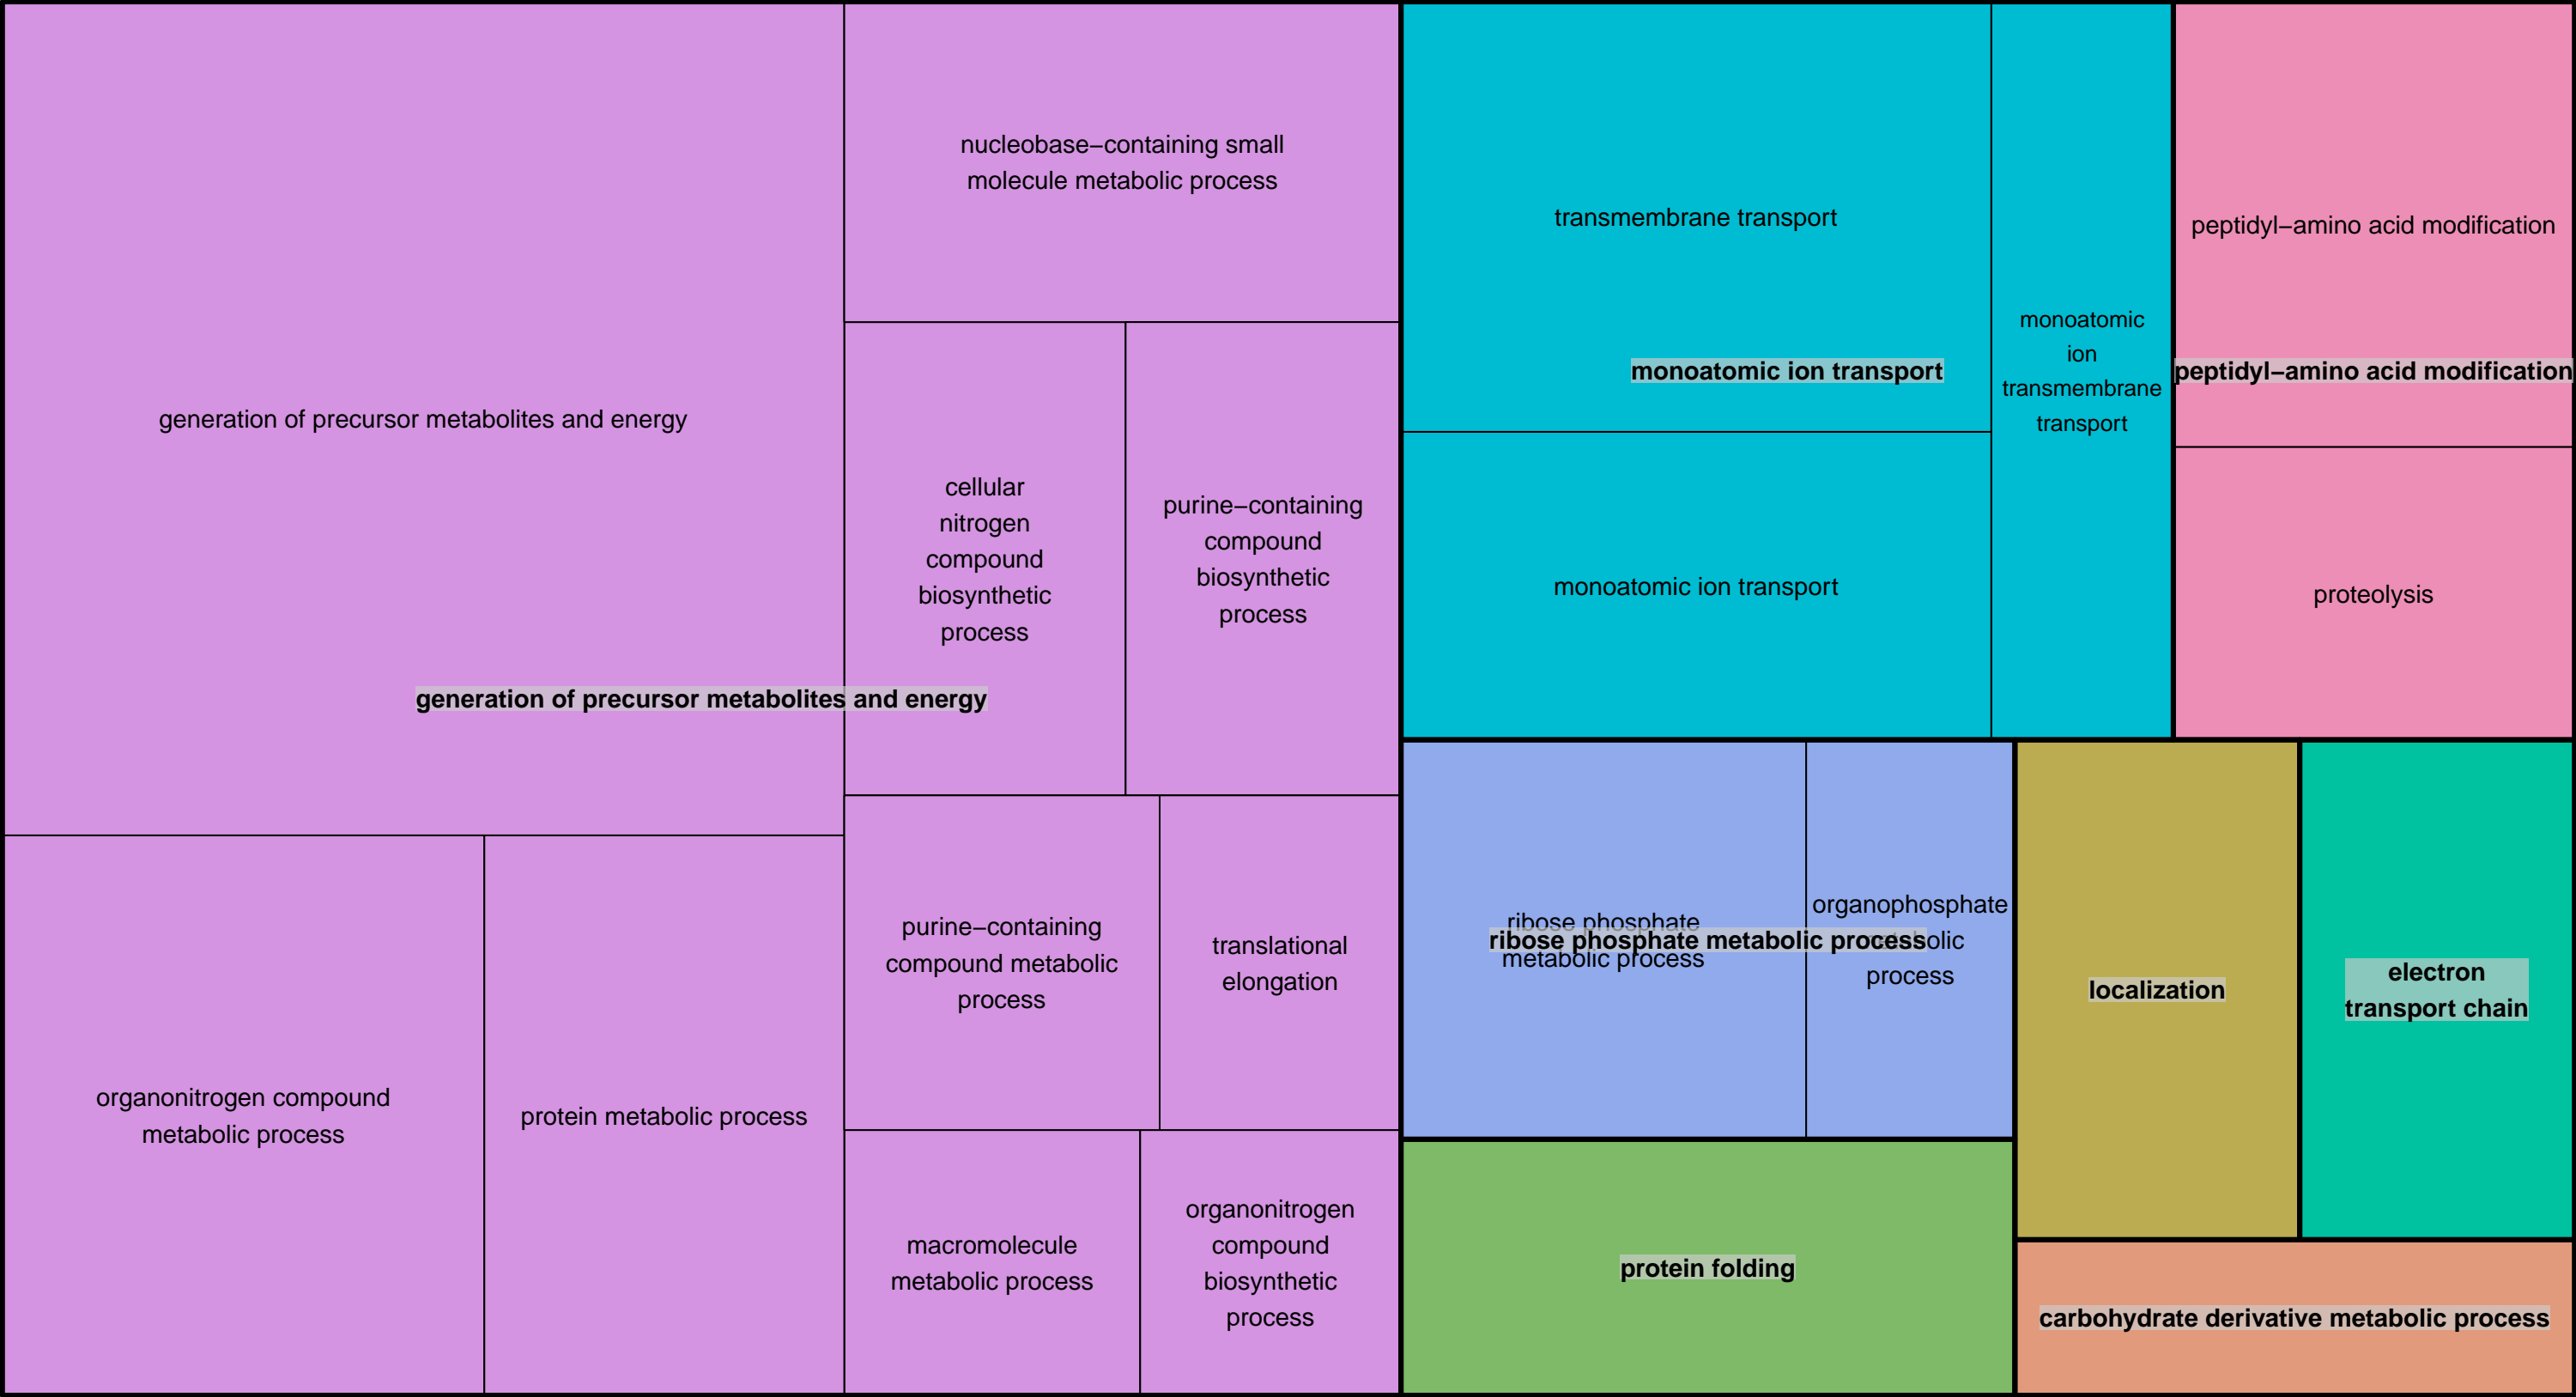 generation of precursor metabolites and energy
generation of precursor metabolites and energy
organonitrogen compound
metabolic process
protein metabolic process
nucleobase−containing small
molecule metabolic process
cellular
nitrogen
compound
biosynthetic
process
purine−containing
compound
biosynthetic
process
purine−containing
compound metabolic
process
translational
elongation
macromolecule
metabolic process
organonitrogen
compound
biosynthetic
process
transmembrane transport
monoatomic ion transport
monoatomic ion transport
monoatomic
ion
transmembrane
transport
peptidyl−amino acid modification
peptidyl−amino acid modification
proteolysis
ribose phosphate
metabolic process
ribose phosphate metabolic process
organophosphate
metabolic
process
localization
electron
transport chain
protein folding
carbohydrate derivative metabolic process